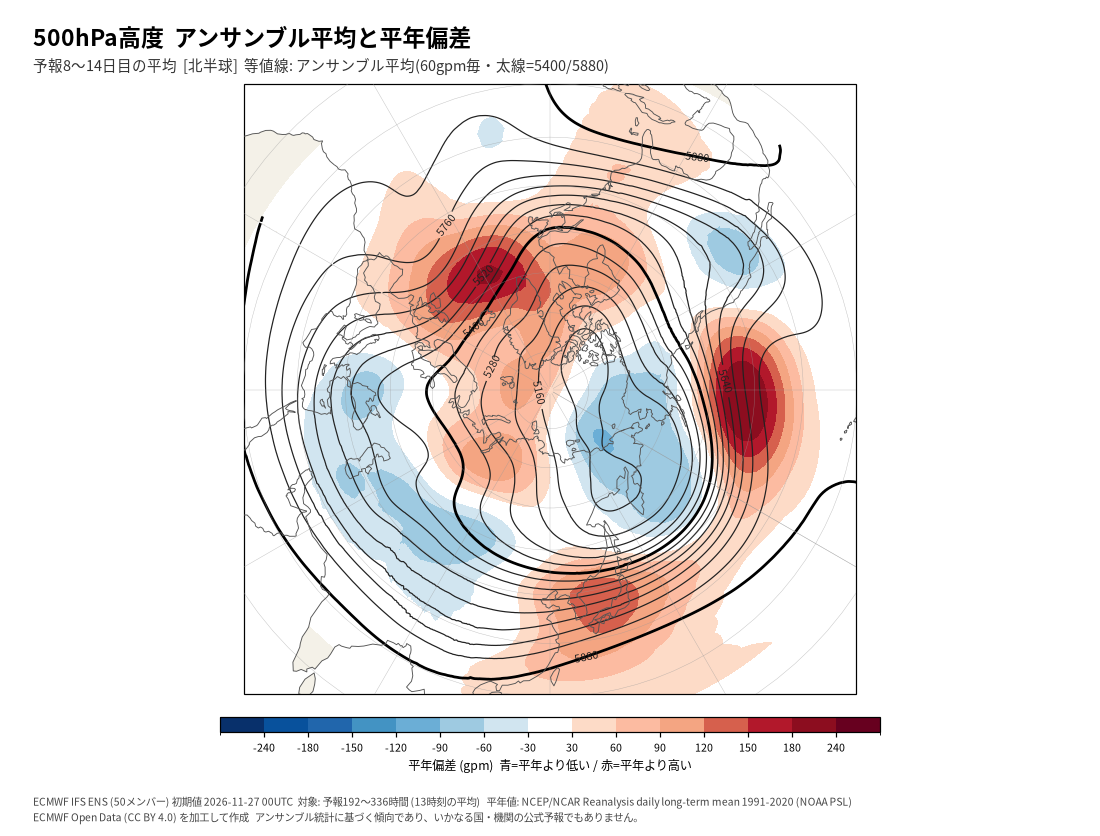 500hPa高度 アンサンブル平均と平年偏差
予報8～14日目の平均 [北半球] 等値線: アンサンブル平均(60gpm毎・太線=5400/5880)
5880
5760
5400
5280
5160
5640
5880
-240 -180 -150 -120 -90 -60 -30 30 60 90 120 150 180 240
平年偏差 (gpm) 青=平年より低い / 赤=平年より高い
ECMWF IFS ENS (50メンバー) 初期値 2026-11-27 00UTC 対象: 予報192～336時間 (13時刻の平均) 平年値: NCEP/NCAR Reanalysis daily long-term mean 1991-2020 (NOAA PSL)
ECMWF Open Data (CC BY 4.0) を加工して作成 アンサンブル統計に基づく傾向であり、いかなる国・機関の公式予報でもありません。